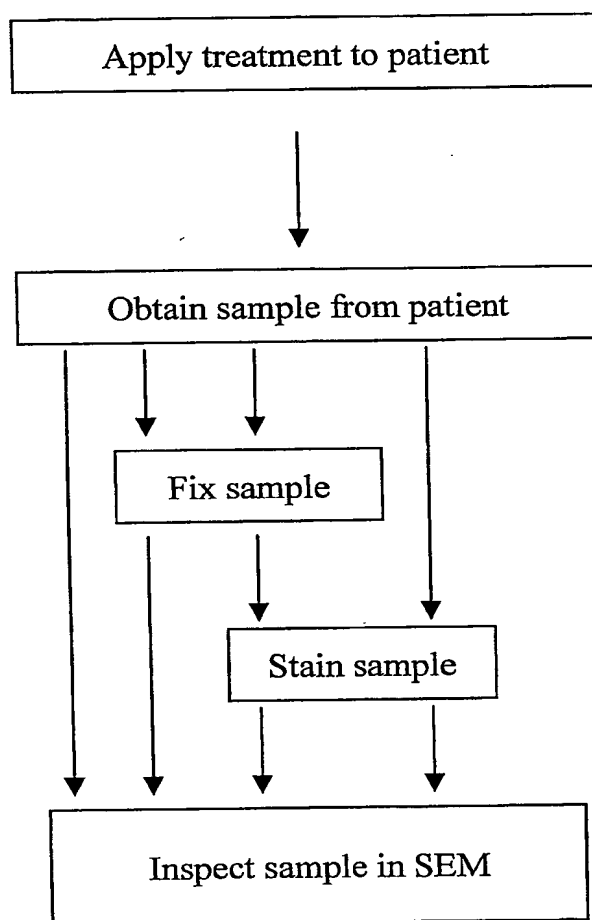 Apply treatment to patient
Obtain sample from patient
Fix sample
Stain sample
Inspect sample in SEM